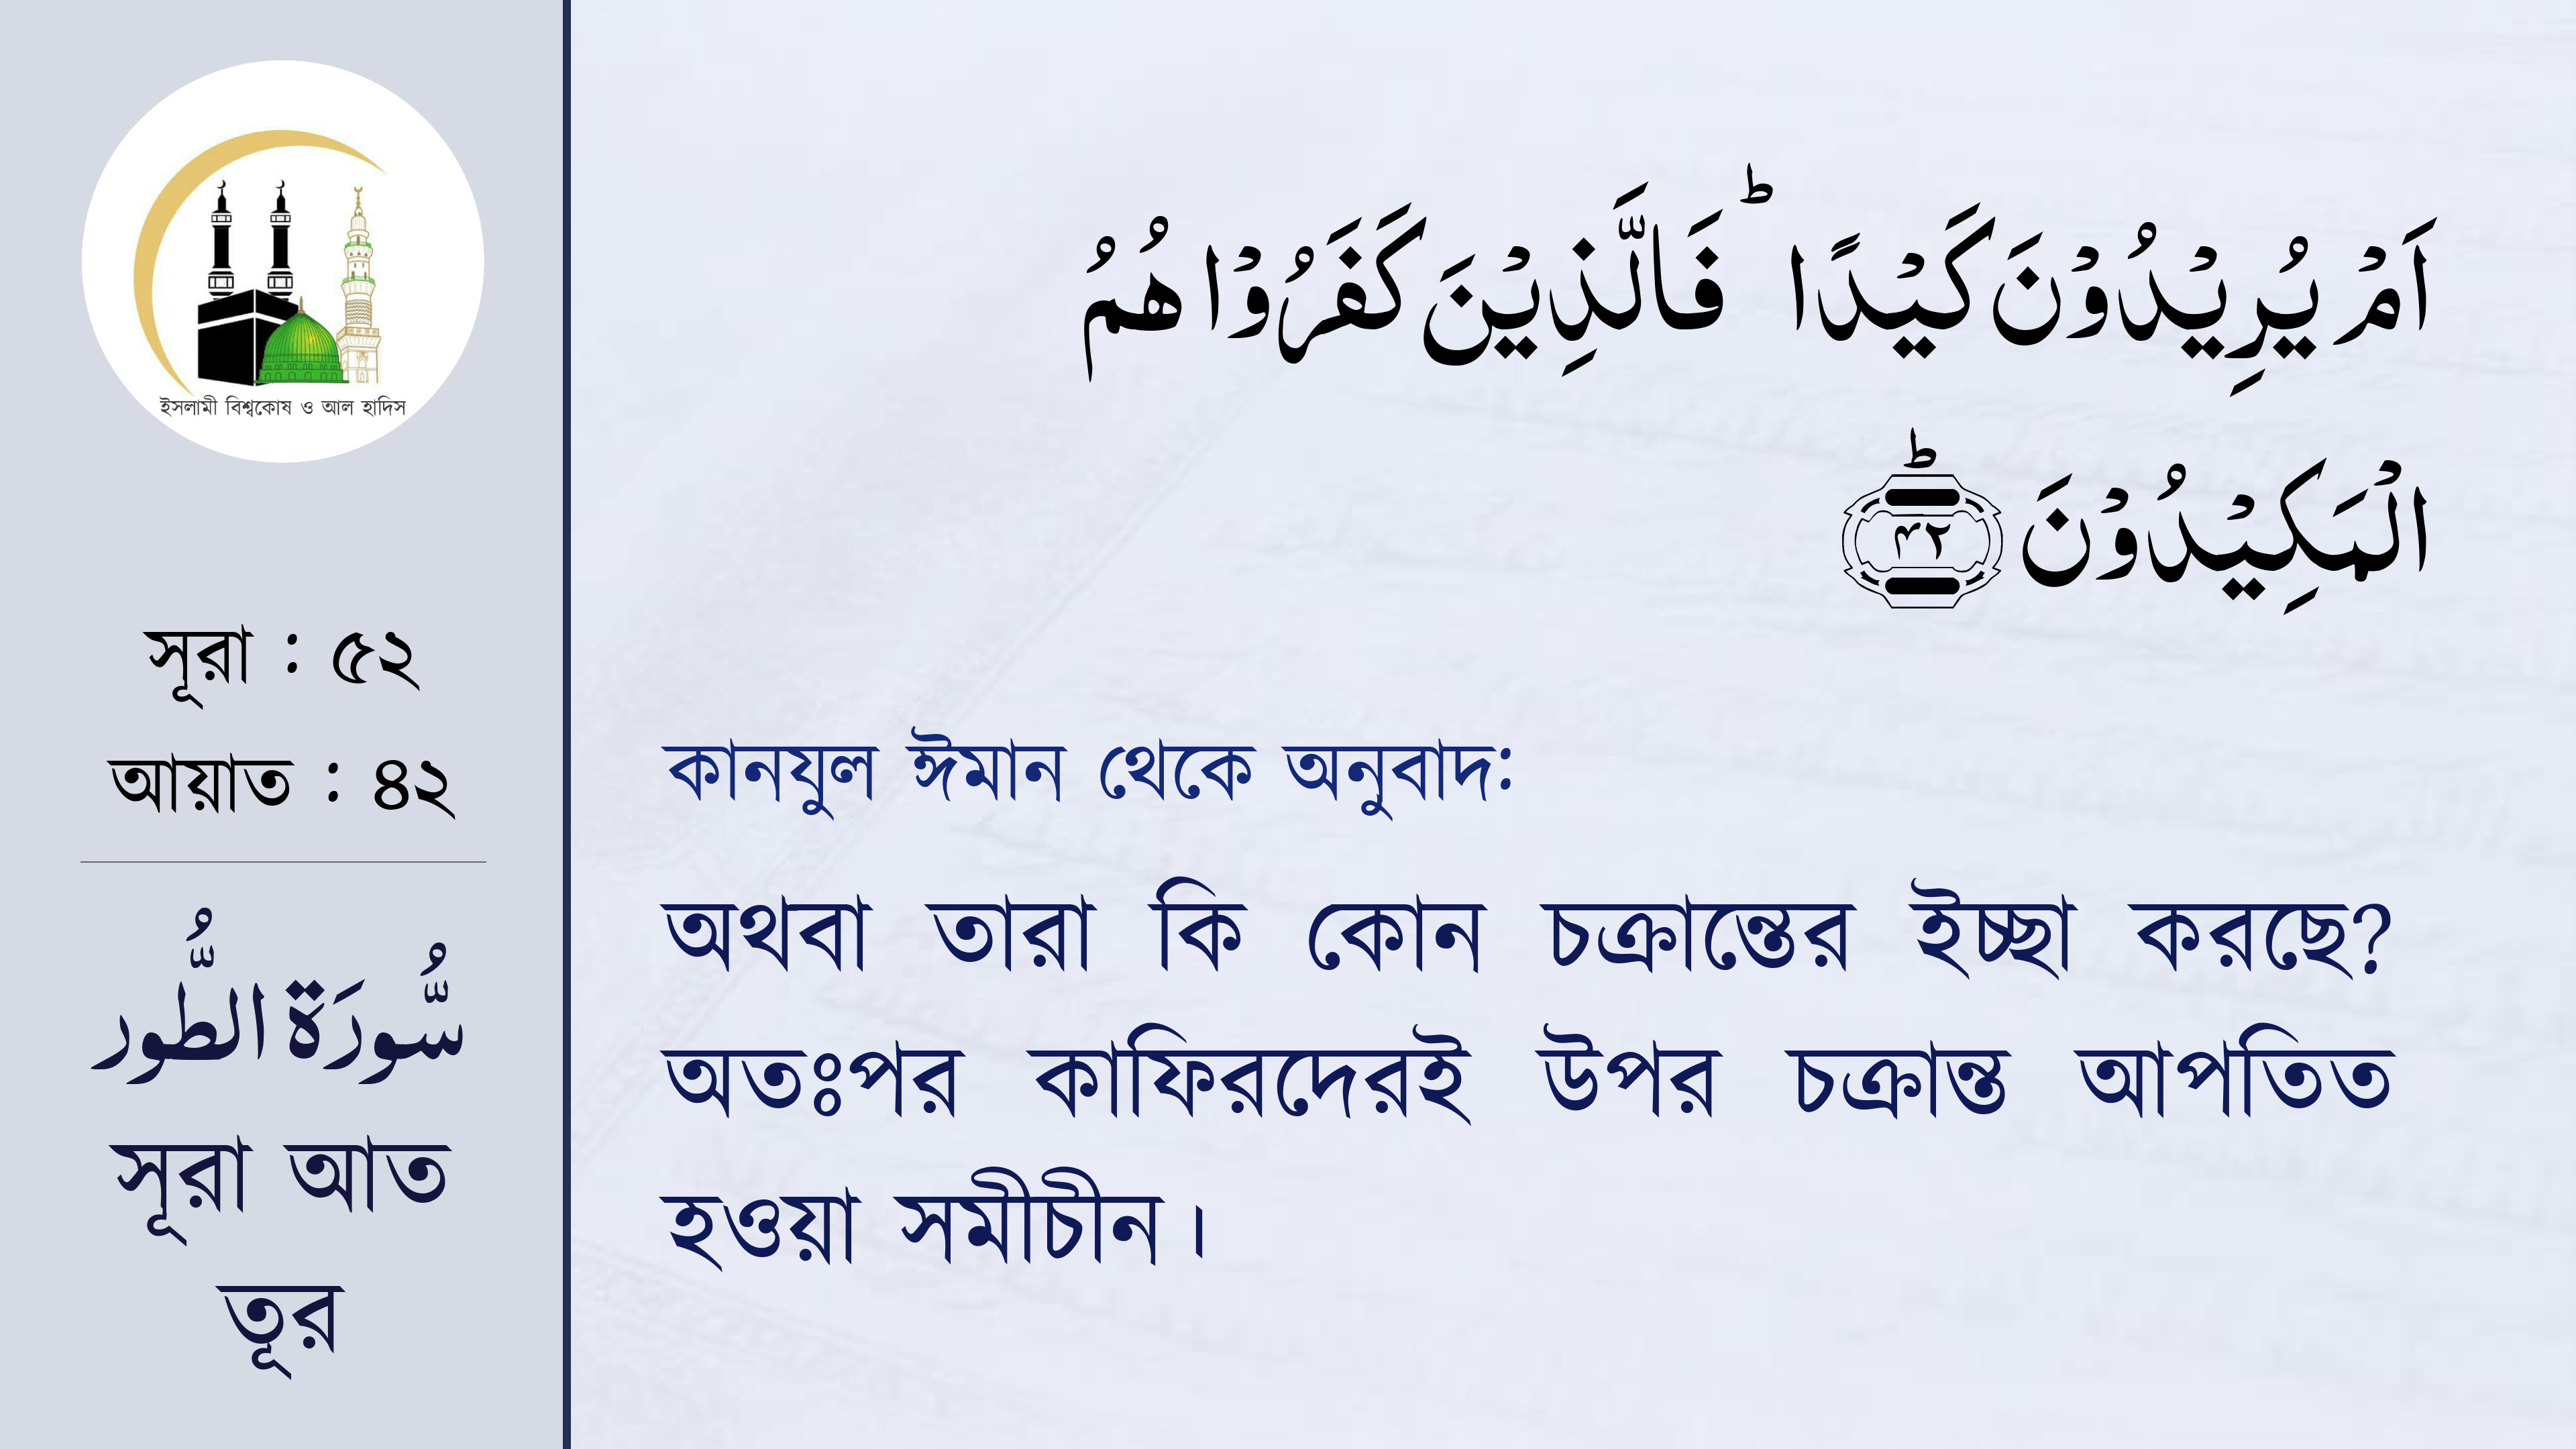 ইসলামী বিশ্বকোষ ও আল হাদিস
সূরা : ৫২
আয়াত : ৪২
سُّورَة الطُّور
সূরা আত
তূর
اَمۡ يُرِيۡدُوۡنَ كَيۡدًا ؕ فَالَّذِيۡنَ كَفَرُوۡا هُمُ
الۡمَكِيۡدُوۡنَ ؕ ۴۲
কানযুল ঈমান থেকে অনুবাদ:
অথবা তারা কি কোন চক্রান্তের ইচ্ছা করছে?
অতঃপর কাফিরদেরই উপর চক্রান্ত আপতিত
হওয়া সমীচীন।